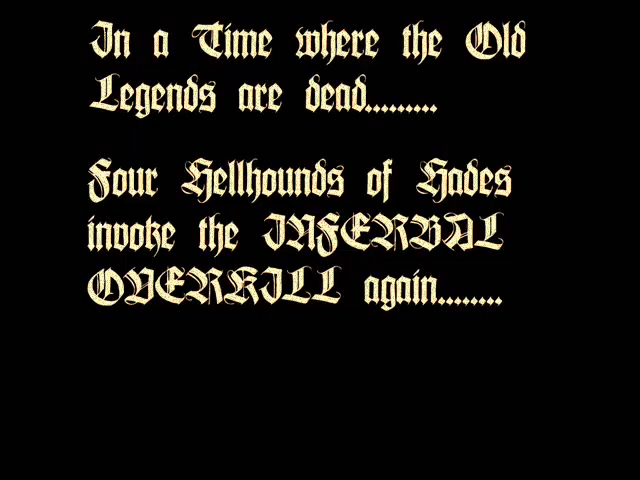 In a Time where the Old
Legends are dead.........
Four Hellhounds of Hades
invoke the INFERNAL
OVERKILL again........